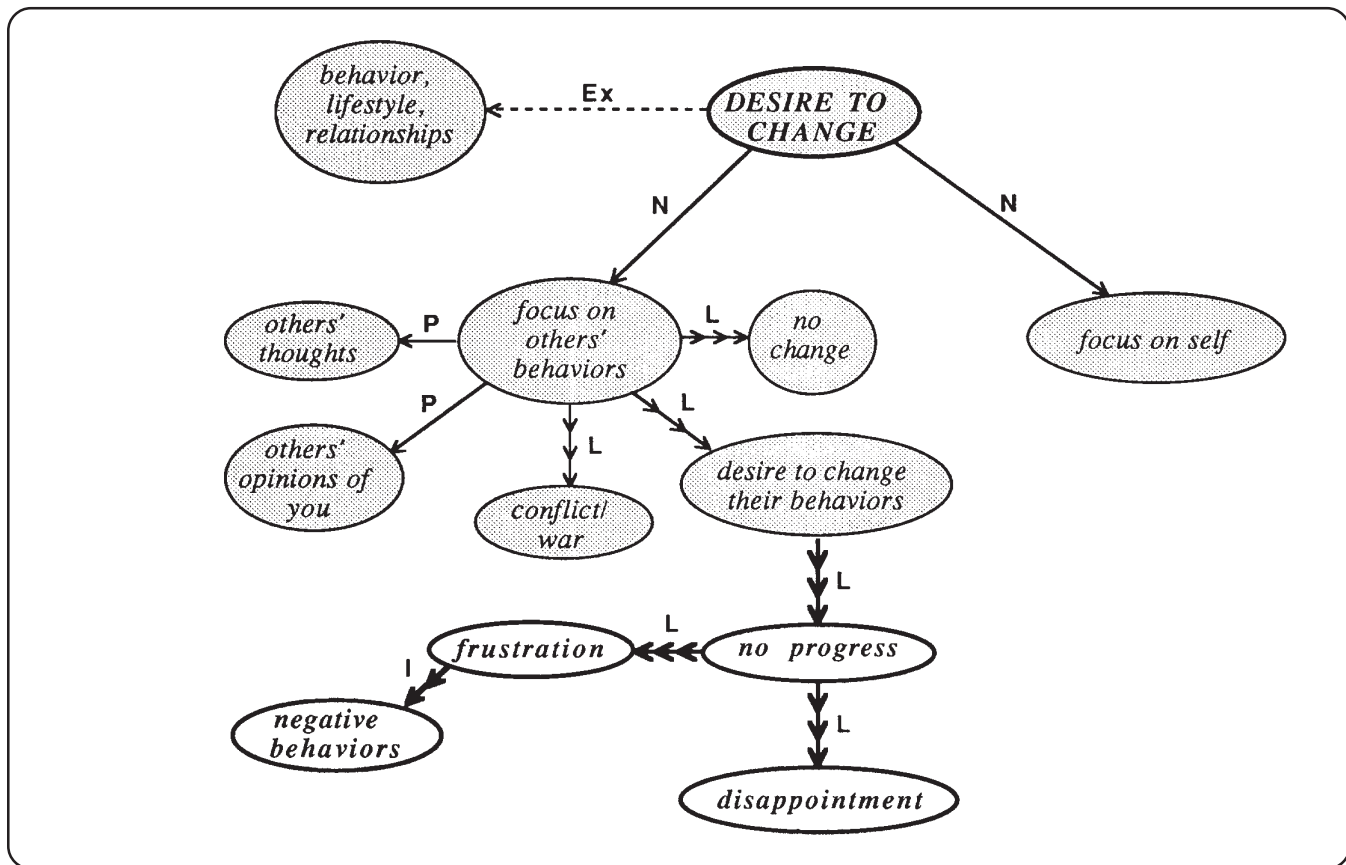 behavior,
lifestyle,
relationships
Ex
DESIRE TO
CHANGE
N
N
others'
thoughts
P
focus on
others'
behaviors
L
no
change
focus on self
P
L
L
others'
opinions of
you
conflict/
war
desire to change
their behaviors
L
frustration
L
no progress
I
negative
behaviors
L
disappointment